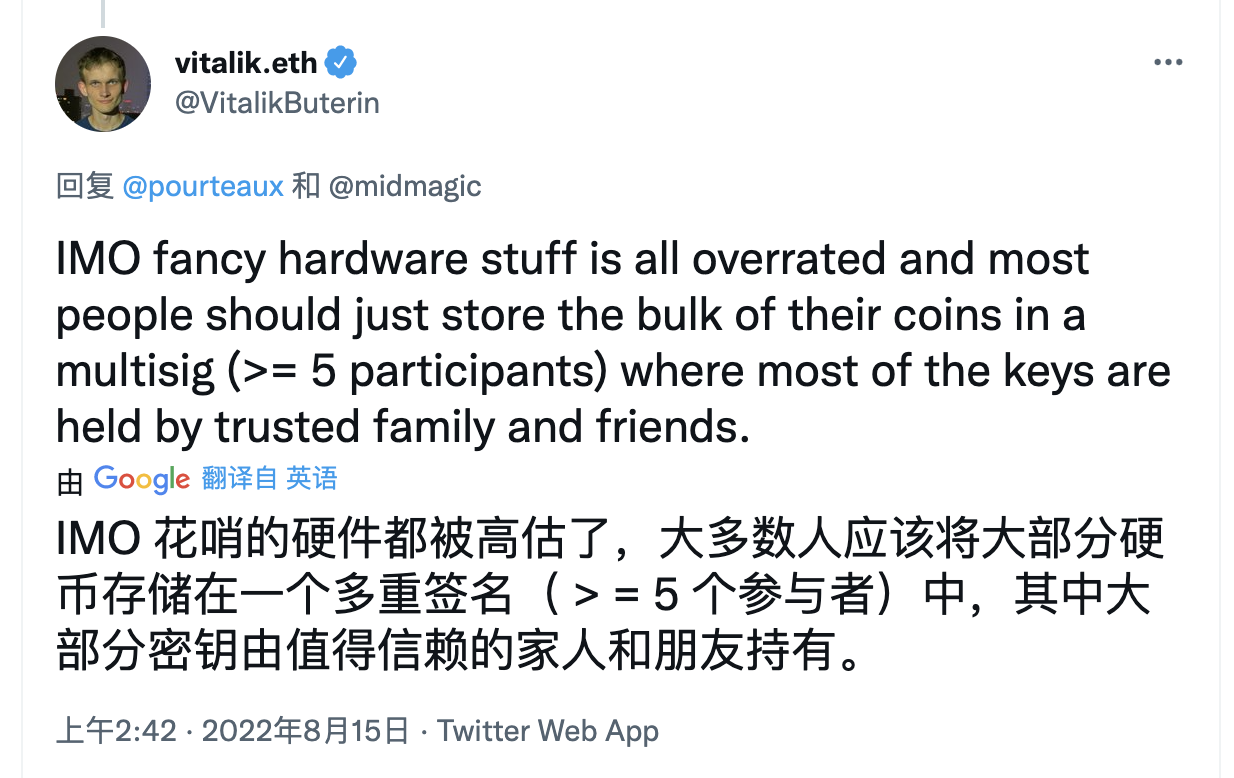 vitalik.eth
@VitalikButerin
回复 @pourteaux 和 @midmagic
IMO fancy hardware stuff is all overrated and most
people should just store the bulk of their coins in a
multisig (>= 5 participants) where most of the keys are
held by trusted family and friends.
由 Google 翻译自 英语
IMO 花哨的硬件都被高估了，大多数人应该将大部分硬
币存储在一个多重签名（ > = 5 个参与者）中，其中大
部分密钥由值得信赖的家人和朋友持有。
上午2:42 · 2022年8月15日 · Twitter Web App